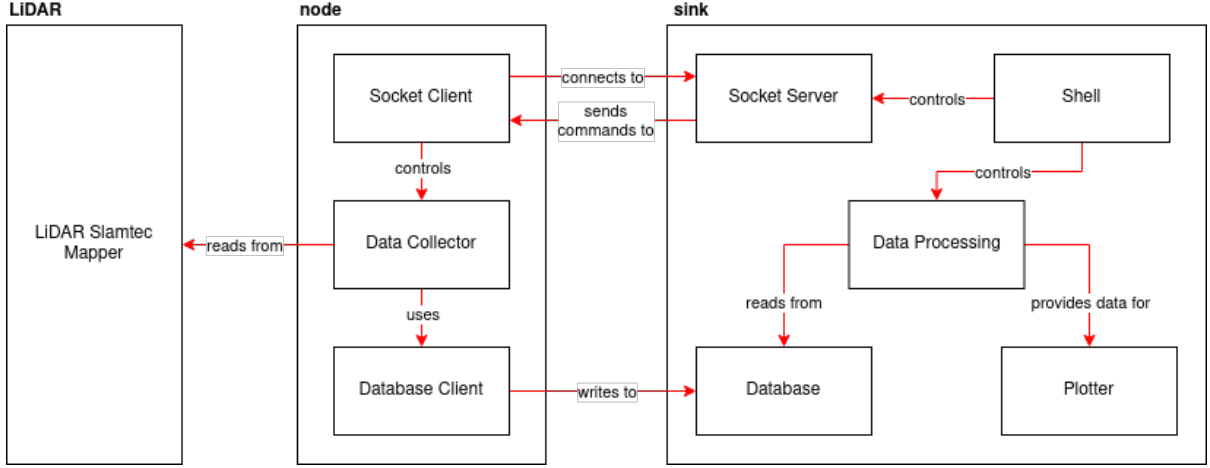 LiDAR
node
sink
Socket Client
connects to
Socket Server
controls
Shell
sends
commands to
controls
controls
LiDAR Slamtec
Mapper
reads from
Data Collector
Data Processing
uses
reads from
provides data for
Database Client
writes to
Database
Plotter